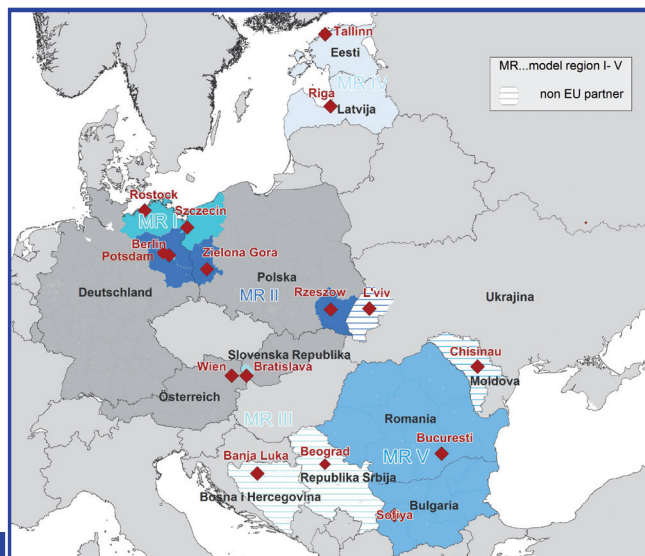 Tallinn
Eesti
MR...model region I- V
MR IV
non EU partner
Riga
Latvija
Rostock
Szczecin
MR I
Berlin
Potsdam
Zielona Gora
Polska
Deutschland
MR II
Rzeszow
L'viv
Ukrajina
Slovenska Republika
Chisinau
Wien
Bratislava
Moldova
Österreich
MR III
Romania
Bucuresti
Banja Luka
Beograd
MR V
Republika Srbija
Bosna i Hercegovina
Bulgaria
Sofiya